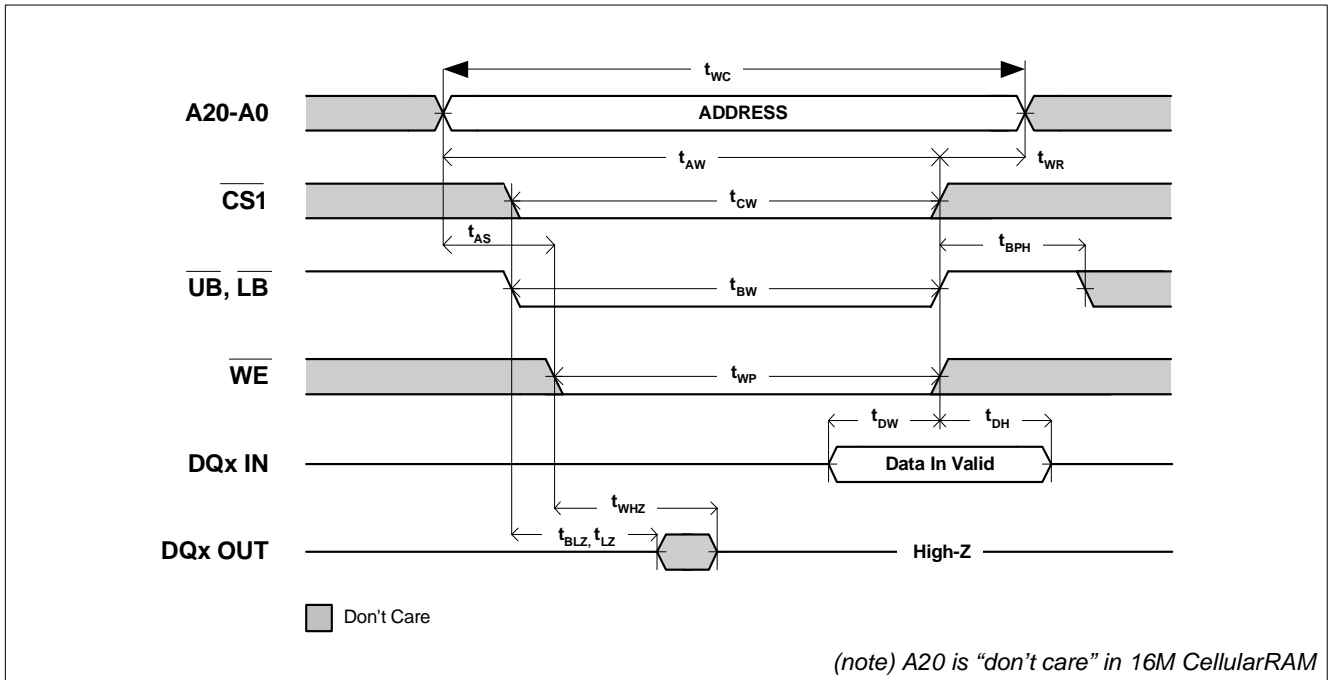 tWC
A20-A0
ADDRESS
tAW
tWR
CS1
tCW
tAS
tBPH
UB, LB
tBW
WE
tWP
tDW
tDH
DQx IN
Data In Valid
tWHZ
tBLZ, tLZ
DQx OUT
High-Z
Don't Care
(note) A20 is “don’t care” in 16M CellularRAM